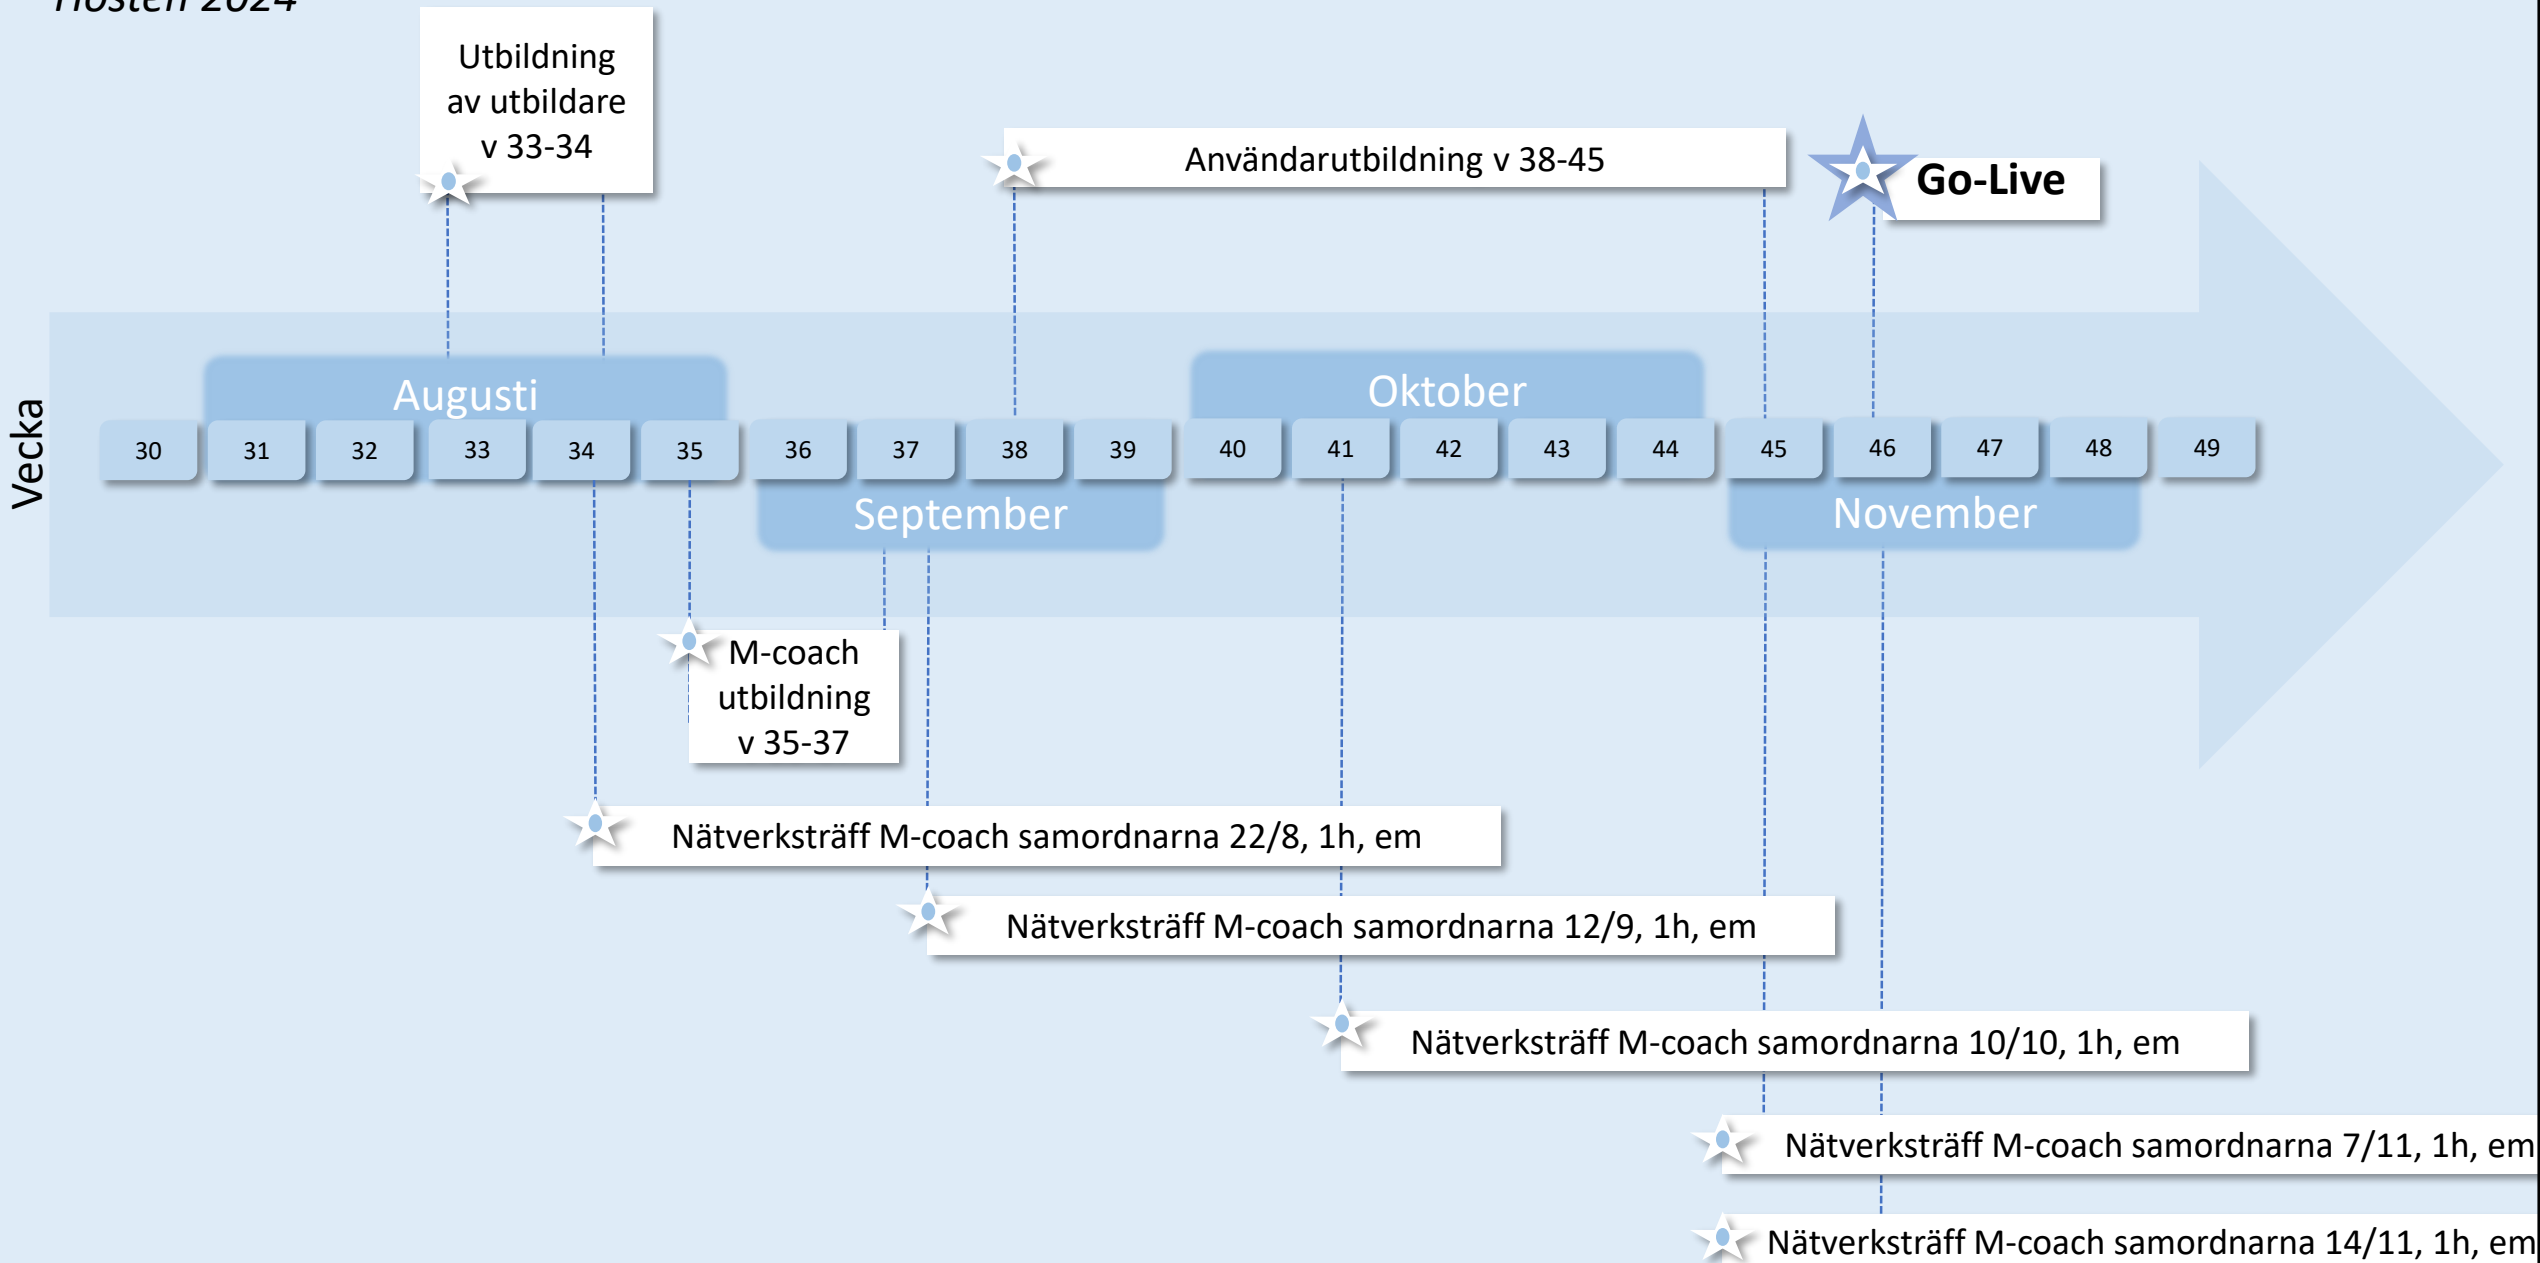 Hösten 2024
Utbildning
av utbildare
v 33-34
Användarutbildning v 38-45
Go-Live
Augusti
Oktober
Vecka
30 31 32 33 34 35 36 37 38 39 40 41 42 43 44 45 46 47 48 49
September
November
M-coach
utbildning
v 35-37
Nätverksträff M-coach samordnarna 22/8, 1h, em
Nätverksträff M-coach samordnarna 12/9, 1h, em
Nätverksträff M-coach samordnarna 10/10, 1h, em
Nätverksträff M-coach samordnarna 7/11, 1h, em
Nätverksträff M-coach samordnarna 14/11, 1h, em